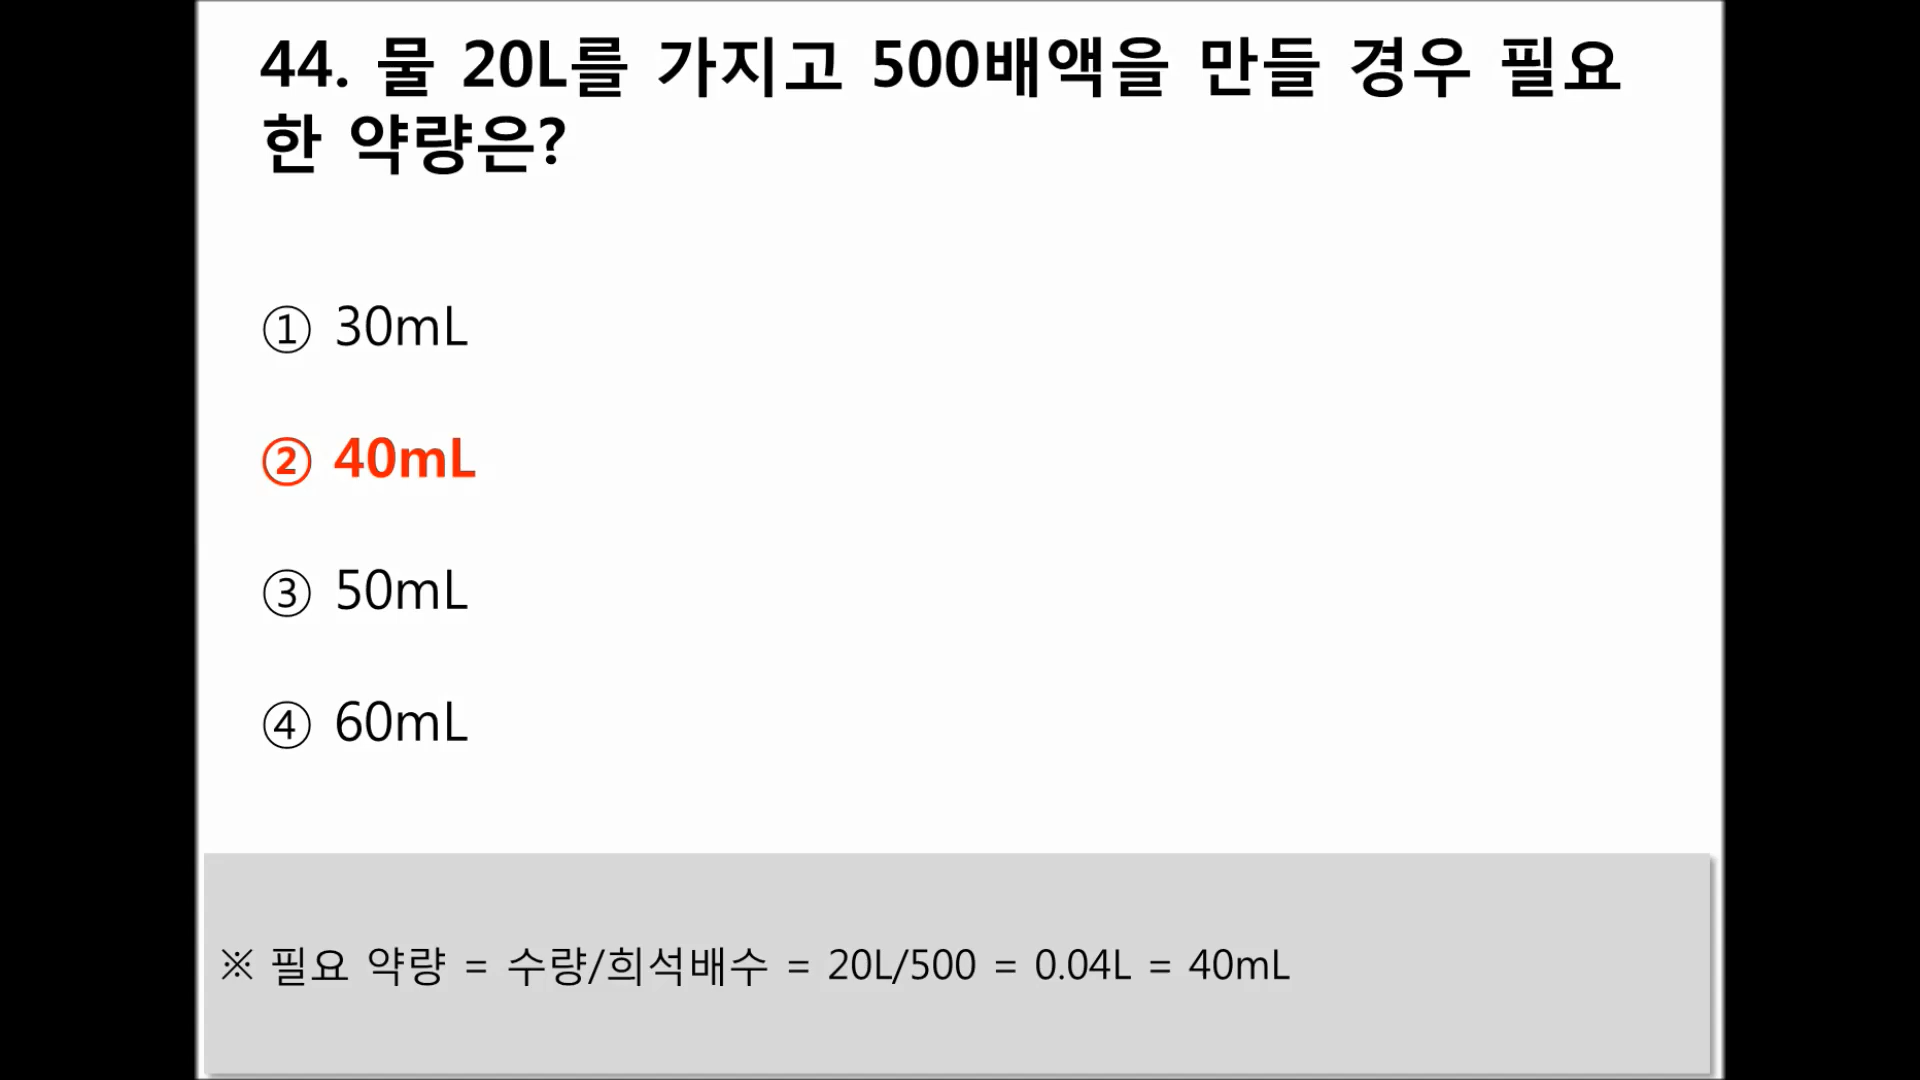 44. 물 20L를 가지고 500배액을 만들 경우 필요
한 약량은?
① 30mL
② 40mL
③ 50mL
④ 60mL
※ 필요 약량 = 수량/희석배수 = 20L/500 = 0.04L = 40mL